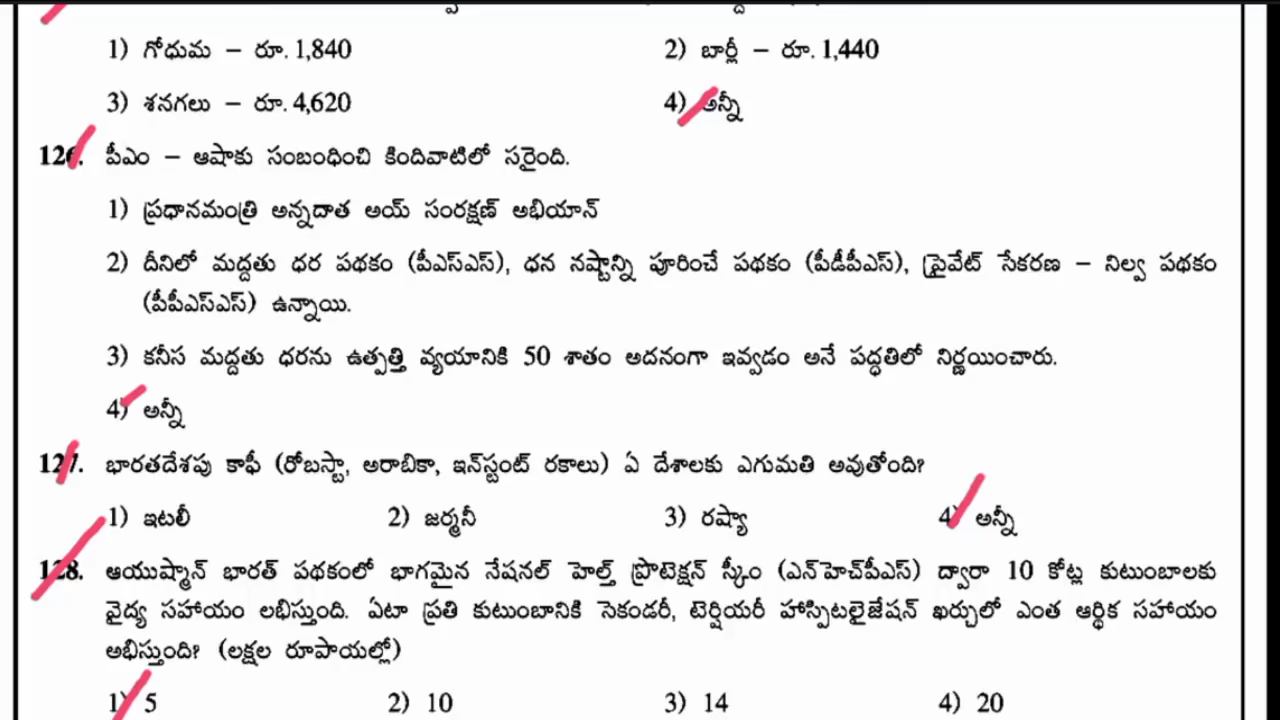 1) గోధుమ – రూ. 1,840 2) బార్లీ – రూ. 1,440
3) శనగలు – రూ. 4,620 4) అన్నీ
126. పీఎం – ఆషాకు సంబంధించి కిందివాటిలో సరైంది.
1) ప్రధానమంత్రి అన్నదాత అయ్ సంరక్షణ్ అభియాన్
2) దీనిలో మద్దతు ధర పథకం (పీఎస్ఎస్), ధన నష్టాన్ని పూరించే పథకం (పీడీపీఎస్), ప్రైవేట్ సేకరణ – నిల్వ పథకం
(పీపీఎస్ఎస్) ఉన్నాయి.
3) కనీస మద్దతు ధరను ఉత్పత్తి వ్యయానికి 50 శాతం అదనంగా ఇవ్వడం అనే పద్ధతిలో నిర్ణయించారు.
4) అన్నీ
127. భారతదేశపు కాఫీ (రోబస్టా, అరాబికా, ఇన్‌స్టంట్ రకాలు) ఏ దేశాలకు ఎగుమతి అవుతోంది?
1) ఇటలీ 2) జర్మనీ 3) రష్యా 4) అన్నీ
128. ఆయుష్మాన్ భారత్ పథకంలో భాగమైన నేషనల్ హెల్త్ ప్రొటెక్షన్ స్కీం (ఎన్‌హెచ్‌పీఎస్) ద్వారా 10 కోట్ల కుటుంబాలకు
వైద్య సహాయం లభిస్తుంది. ఏటా ప్రతి కుటుంబానికి సెకండరీ, టెర్షియరీ హాస్పిటలైజేషన్ ఖర్చులో ఎంత ఆర్థిక సహాయం
అభిస్తుంది? (లక్షల రూపాయల్లో)
1) 5 2) 10 3) 14 4) 20